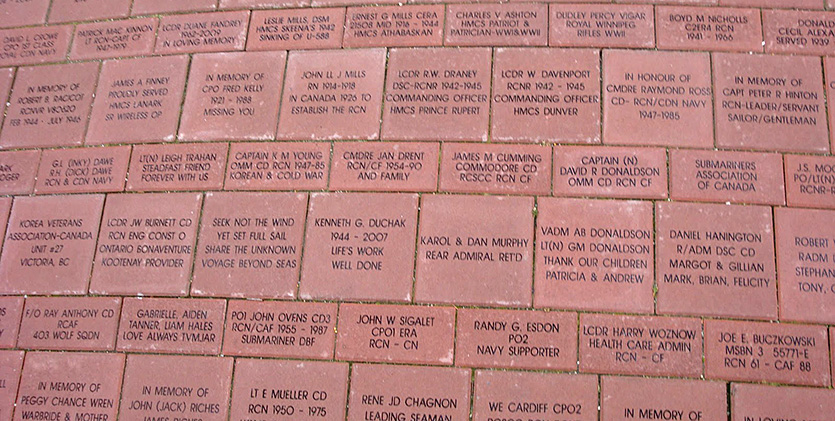 D. L. CROWE
CPO 1ST CLASS
ROYAL CDN NAVY
PATRICK MAC KINNON
LT RCN-CAPT CF
1947-1979
LCDR DUANE FANDREY
1962-2009
IN LOVING MEMORY
LESLIE MILLS, DSM
HMCS SKEENA'S 1942
SINKING OF U-588
ERNEST G MILLS CERA
21508 MID 1916 - 1944
HMCS ATHABASKAN
CHARLES V ASHTON
HMCS PATRIOT &
PATRICIAN-WWI&WWII
DUDLEY PERCY VIGAR
ROYAL WINNIPEG
RIFLES WWII
BOYD M NICHOLLS
C2ER4 RCN
1941 - 1966
DONALD
CECIL ALEXA
SERVED 1939
IN MEMORY OF
ROBERT B. RACICOT
RCNVR V80620
FEB 1944 - JULY 1946
JAMES A FINNEY
PROUDLY SERVED
HMCS LANARK
SR WIRELESS OP
IN MEMORY OF
CPO FRED KELLY
1921 - 1988
MISSING YOU
JOHN LL J MILLS
RN 1914-1918
IN CANADA 1926 TO
ESTABLISH THE RCN
LCDR R.W. DRANEY
DSC-RCNR 1942-1945
COMMANDING OFFICER
HMCS PRINCE RUPERT
LCDR W DAVENPORT
RCNR 1942 - 1945
COMMANDING OFFICER
HMCS DUNVER
IN HONOUR OF
CMDRE RAYMOND ROSS
CD- RCN/CDN NAVY
1947-1985
IN MEMORY OF
CAPT PETER R HINTON
RCN-LEADER/SERVANT
SAILOR/GENTLEMAN
ARK
DGER
G.L. (INKY) DAWE
R.H. (DICK) DAWE
RCN & CDN NAVY
LT(N) LEIGH TRAHAN
STEADFAST FRIEND
FOREVER WITH US
CAPTAIN K M YOUNG
OMM CD RCN 1947-85
KOREAN & COLD WAR
CMDRE JAN DRENT
RCN/CF 1954-90
AND FAMILY
JAMES M CUMMING
COMMODORE CD
RCSCC RCN CF
CAPTAIN (N)
DAVID R DONALDSON
OMM CD RCN CF
SUBMARINERS
ASSOCIATION
OF CANADA
J.S. MOO
PO/U1(N
RCNR-
KOREA VETERANS
ASSOCIATION-CANADA
UNIT #27
VICTORIA, BC
LCDR JW BURNETT CD
RCN ENG CONST O
ONTARIO BONAVENTURE
KOOTENAY PROVIDER
SEEK NOT THE WIND
YET SET FULL SAIL
SHARE THE UNKNOWN
VOYAGE BEYOND SEAS
KENNETH G. DUCHAK
1944 - 2007
LIFE'S WORK
WELL DONE
KAROL & DAN MURPHY
REAR ADMIRAL RET'D
VADM AB DONALDSON
LT(N) GM DONALDSON
THANK OUR CHILDREN
PATRICIA & ANDREW
DANIEL HANINGTON
R/ADM DSC CD
MARGOT & GILLIAN
MARK, BRIAN, FELICITY
ROBERT
RADM
STEPHAN
TONY,
F/O RAY ANTHONY CD
RCAF
403 WOLF SQDN
GABRIELLE, AIDEN
TANNER, LIAM HALES
LOVE ALWAYS TVMJAR
PO1 JOHN OVENS CD3
RCN/CAF 1955 - 1987
SUBMARINER DBF
JOHN W SIGALET
CPO1 ERA
RCN - CN
RANDY G. ESDON
PO2
NAVY SUPPORTER
LCDR HARRY WOZNOW
HEALTH CARE ADMIN
RCN - CF
JOE E. BUCZKOWSKI
MSBN 3 55771-E
RCN 61 - CAF 88
IN MEMORY OF
PEGGY CHANCE WREN
WARBRIDE & MOTHER
IN MEMORY OF
JOHN (JACK) RICHES
LT E MUELLER CD
RCN 1950 - 1975
RENE JD CHAGNON
LEADING SEAMAN
WE CARDIFF CPO2
IN MEMORY OF